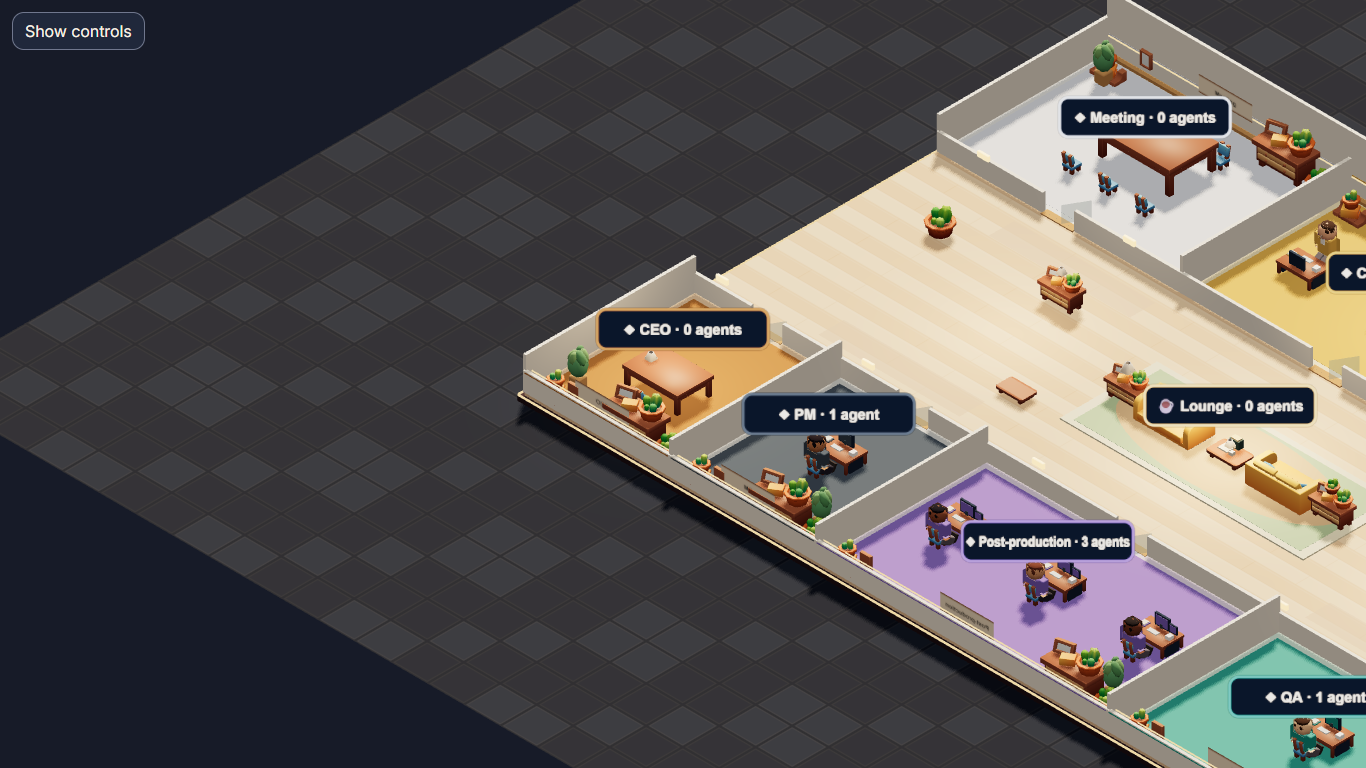 Show controls
◆ Meeting · 0 agents
◆ C
◆ CEO · 0 agents
◆ PM · 1 agent
Lounge · 0 agents
◆ Post-production · 3 agents
◆ QA · 1 agent